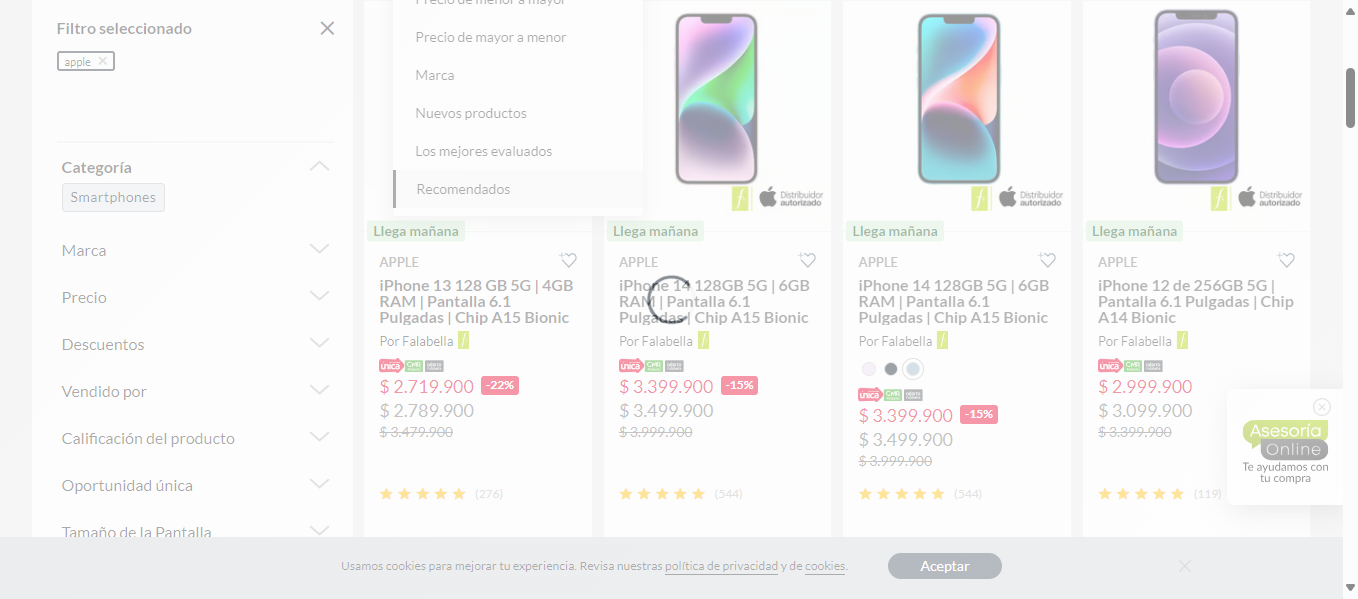 Filtro seleccionado
apple
Categoría
Smartphones
Marca
Precio
Descuentos
Vendido por
Calificación del producto
Oportunidad única
Tamaño de la Pantalla
Precio de menor a mayor
Precio de mayor a menor
Marca
Nuevos productos
Los mejores evaluados
Recomendados
Llega mañana
APPLE
iPhone 13 128 GB 5G | 4GB
RAM | Pantalla 6.1
Pulgadas | Chip A15 Bionic
Por Falabella f
única CMR
$ 2.719.900 -22%
$ 2.789.900
$ 3.479.900
(276)
f Distribuidor
autorizado
Llega mañana
APPLE
iPhone 14 128GB 5G | 6GB
RAM | Pantalla 6.1
Pulgadas | Chip A15 Bionic
Por Falabella f
única CMR
$ 3.399.900 -15%
$ 3.499.900
$ 3.999.900
(544)
f Distribuidor
autorizado
Llega mañana
APPLE
iPhone 14 128GB 5G | 6GB
RAM | Pantalla 6.1
Pulgadas | Chip A15 Bionic
Por Falabella f
única CMR
$ 3.399.900 -15%
$ 3.499.900
$ 3.999.900
(544)
f Distribuidor
autorizado
Llega mañana
APPLE
iPhone 12 de 256GB 5G |
Pantalla 6.1 Pulgadas | Chip
A14 Bionic
Por Falabella f
única CMR
$ 2.999.900
$ 3.099.900
$ 3.399.900
(119)
Asesoría
Online
Te ayudamos con
tu compra
Usamos cookies para mejorar tu experiencia. Revisa nuestras política de privacidad y de cookies.
Aceptar